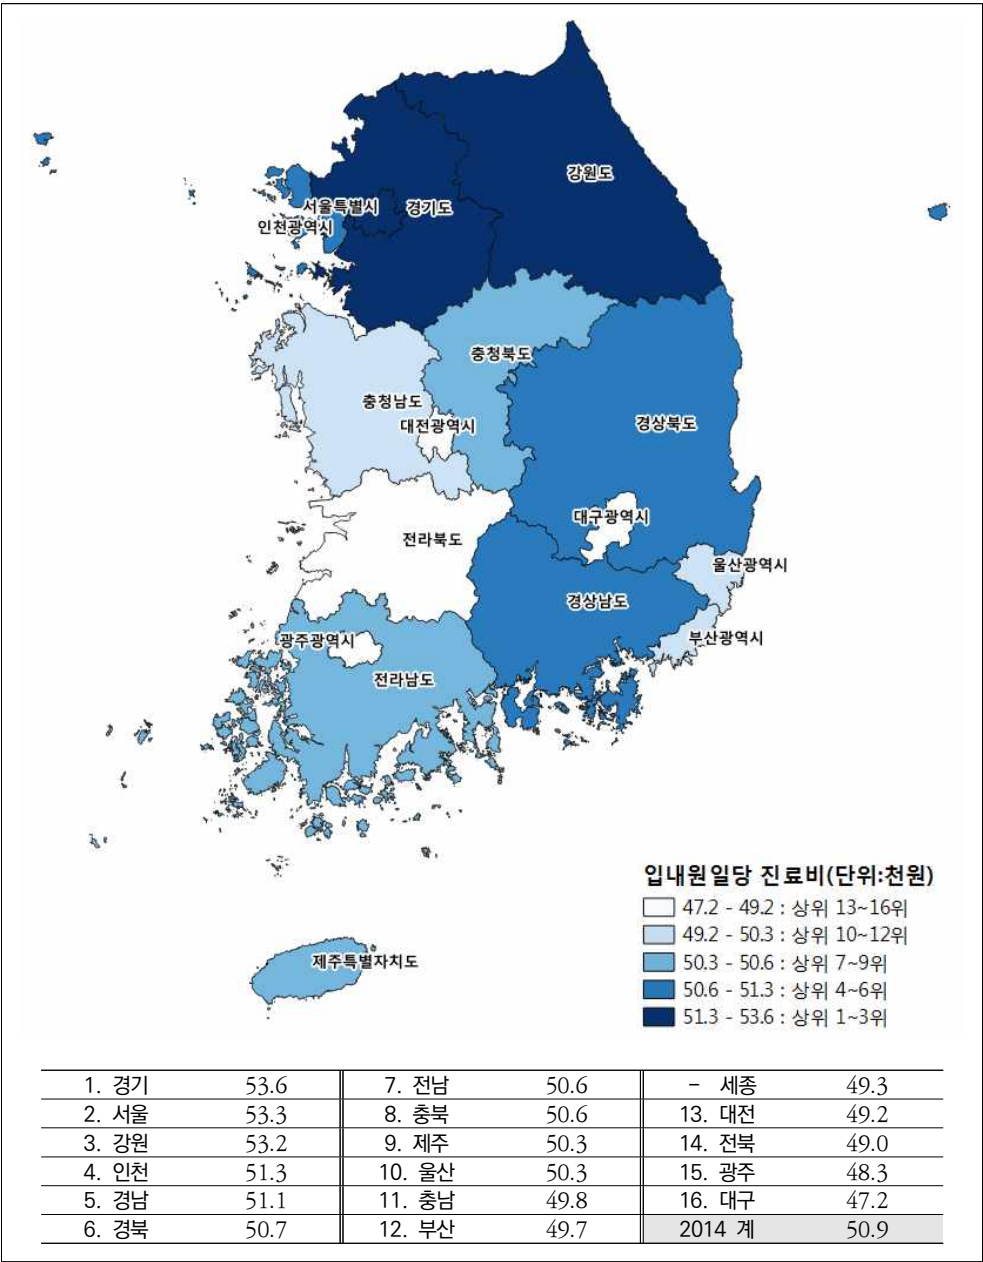 강원도
서울특별시
경기도
인천광역시
충청북도
충청남도
대전광역시
경상북도
대구광역시
전라북도
울산광역시
경상남도
부산광역시
광주광역시
전라남도
제주특별자치도
입내원일당 진료비(단위:천원)
47.2 - 49.2 : 상위 13~16위
49.2 - 50.3 : 상위 10~12위
50.3 - 50.6 : 상위 7~9위
50.6 - 51.3 : 상위 4~6위
51.3 - 53.6 : 상위 1~3위
1. 경기 53.6 7. 전남 50.6 - 세종 49.3
2. 서울 53.3 8. 충북 50.6 13. 대전 49.2
3. 강원 53.2 9. 제주 50.3 14. 전북 49.0
4. 인천 51.3 10. 울산 50.3 15. 광주 48.3
5. 경남 51.1 11. 충남 49.8 16. 대구 47.2
6. 경북 50.7 12. 부산 49.7 2014 계 50.9